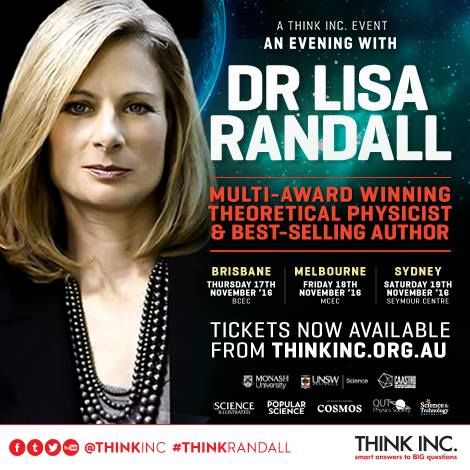 A THINK INC. EVENT
AN EVENING WITH
DR LISA
RANDALL
MULTI-AWARD WINNING
THEORETICAL PHYSICIST
& BEST-SELLING AUTHOR
BRISBANE
THURSDAY 17TH
NOVEMBER '16
BCEC
MELBOURNE
FRIDAY 18TH
NOVEMBER '16
MCEC
SYDNEY
SATURDAY 19TH
NOVEMBER '16
SEYMOUR CENTRE
TICKETS NOW AVAILABLE
FROM THINKINC.ORG.AU
MONASH
University
UNSW
Science
CAASTRO
SCIENCE
ILLUSTRATED
POPULAR
SCIENCE
COSMOS
QUT
Physics Society
Science &
Technology
@THINKINC #THINKRANDALL
THINK INC.
smart answers to BIG questions